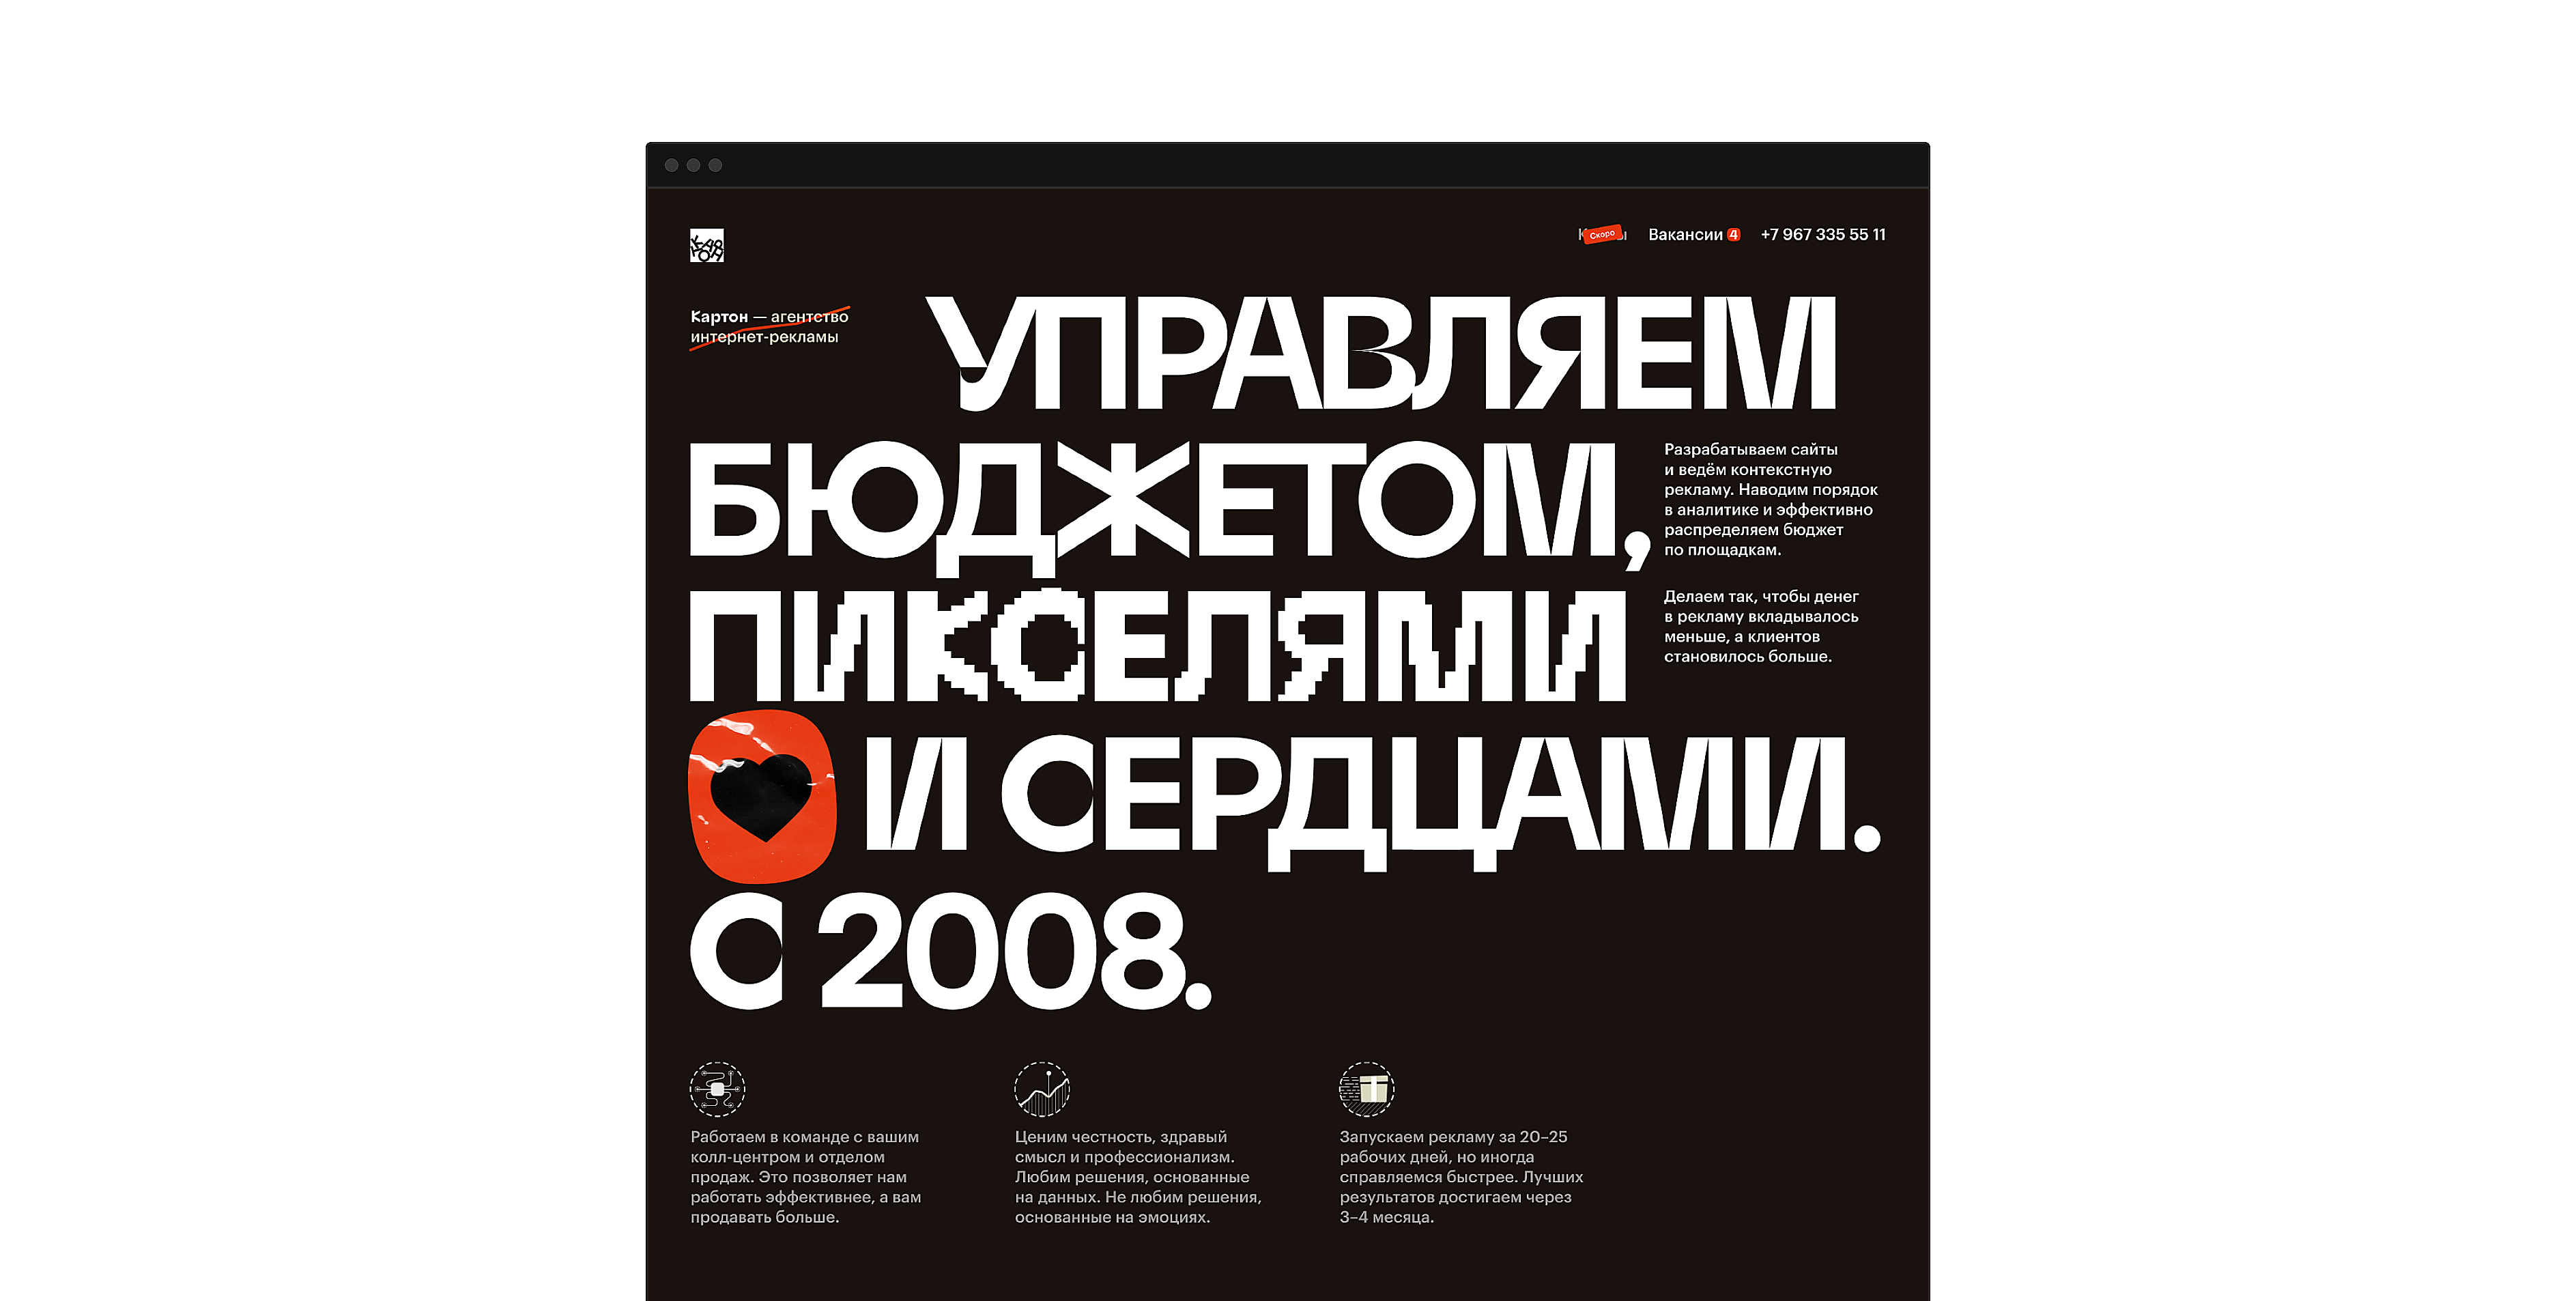 Скоро
Вакансии 4
+7 967 335 55 11
Картон — агентство
интернет-рекламы
УПРАВЛЯЕМ
БЮДЖЕТОМ,
ПИКСЕЛЯМИ
И СЕРДЦАМИ.
С 2008.
Разрабатываем сайты
и ведём контекстную
рекламу. Наводим порядок
в аналитике и эффективно
распределяем бюджет
по площадкам.
Делаем так, чтобы денег
в рекламу вкладывалось
меньше, а клиентов
становилось больше.
Работаем в команде с вашим
колл-центром и отделом
продаж. Это позволяет нам
работать эффективнее, а вам
продавать больше.
Ценим честность, здравый
смысл и профессионализм.
Любим решения, основанные
на данных. Не любим решения,
основанные на эмоциях.
Запускаем рекламу за 20–25
рабочих дней, но иногда
справляемся быстрее. Лучших
результатов достигаем через
3–4 месяца.